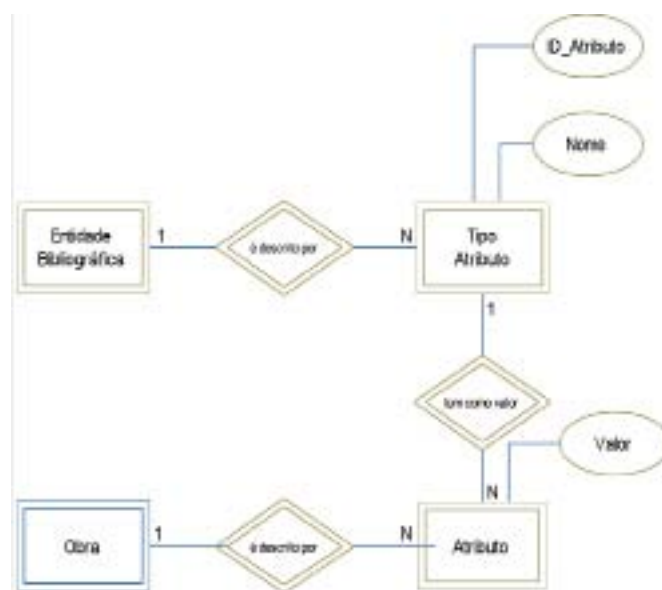 ID_Atributo
Nome
Entidade
Bibliográfica
1
é descrito por
N
Tipo
Atributo
1
tem como valor
Valor
N
Obra
1
é descrito por
N
Atributo